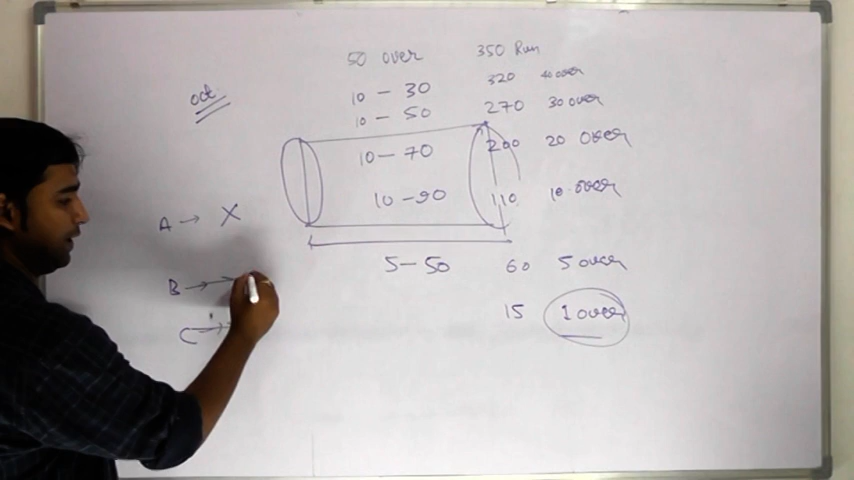 50 over 350 Run
10 - 30 320 40 over
oct.
10 - 50 270 30 over
10 - 70 200 20 over
10 - 90 110 10 over
A → X
5 - 50 60 5 over
B →
15 1 over
C →